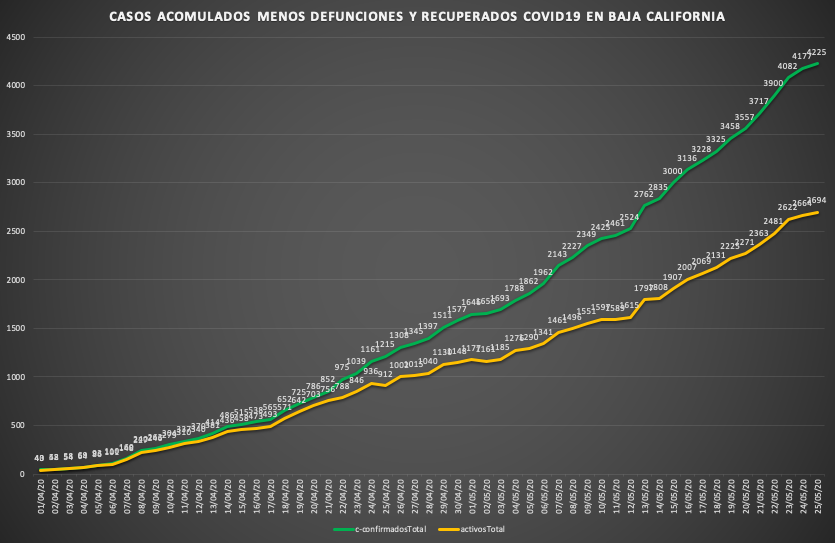 CASOS ACOMULADOS MENOS DEFUNCIONES Y RECUPERADOS COVID19 EN BAJA CALIFORNIA
4500
4000
3500
3000
2500
2000
1500
1000
500
0
652 725 786 852 975 1039 1161 1215 1308 1345 1397 1511 1577 1693 1788 1862 1962 2143 2227 2349 2425 2461 2524 2762 2835 3000 3136 3228 3325 3458 3557 3717 3900 4082 4177 4225
493 571 642 703 756 788 846 936 912 1002 1015 1040 1177 1161 1185 1290 1341 1461 1496 1551 1597 1589 1615 1797 1808 1907 2007 2069 2131 2225 2271 2363 2481 2622 2664 2694
01/04/20 02/04/20 03/04/20 04/04/20 05/04/20 06/04/20 07/04/20 08/04/20 09/04/20 10/04/20 11/04/20 12/04/20 13/04/20 14/04/20 15/04/20 16/04/20 17/04/20 18/04/20 19/04/20 20/04/20 21/04/20 22/04/20 23/04/20 24/04/20 25/04/20 26/04/20 27/04/20 28/04/20 29/04/20 30/04/20 01/05/20 02/05/20 03/05/20 04/05/20 05/05/20 06/05/20 07/05/20 08/05/20 09/05/20 10/05/20 11/05/20 12/05/20 13/05/20 14/05/20 15/05/20 16/05/20 17/05/20 18/05/20 19/05/20 20/05/20 21/05/20 22/05/20 23/05/20 24/05/20 25/05/20
c-confirmadosTotal activosTotal